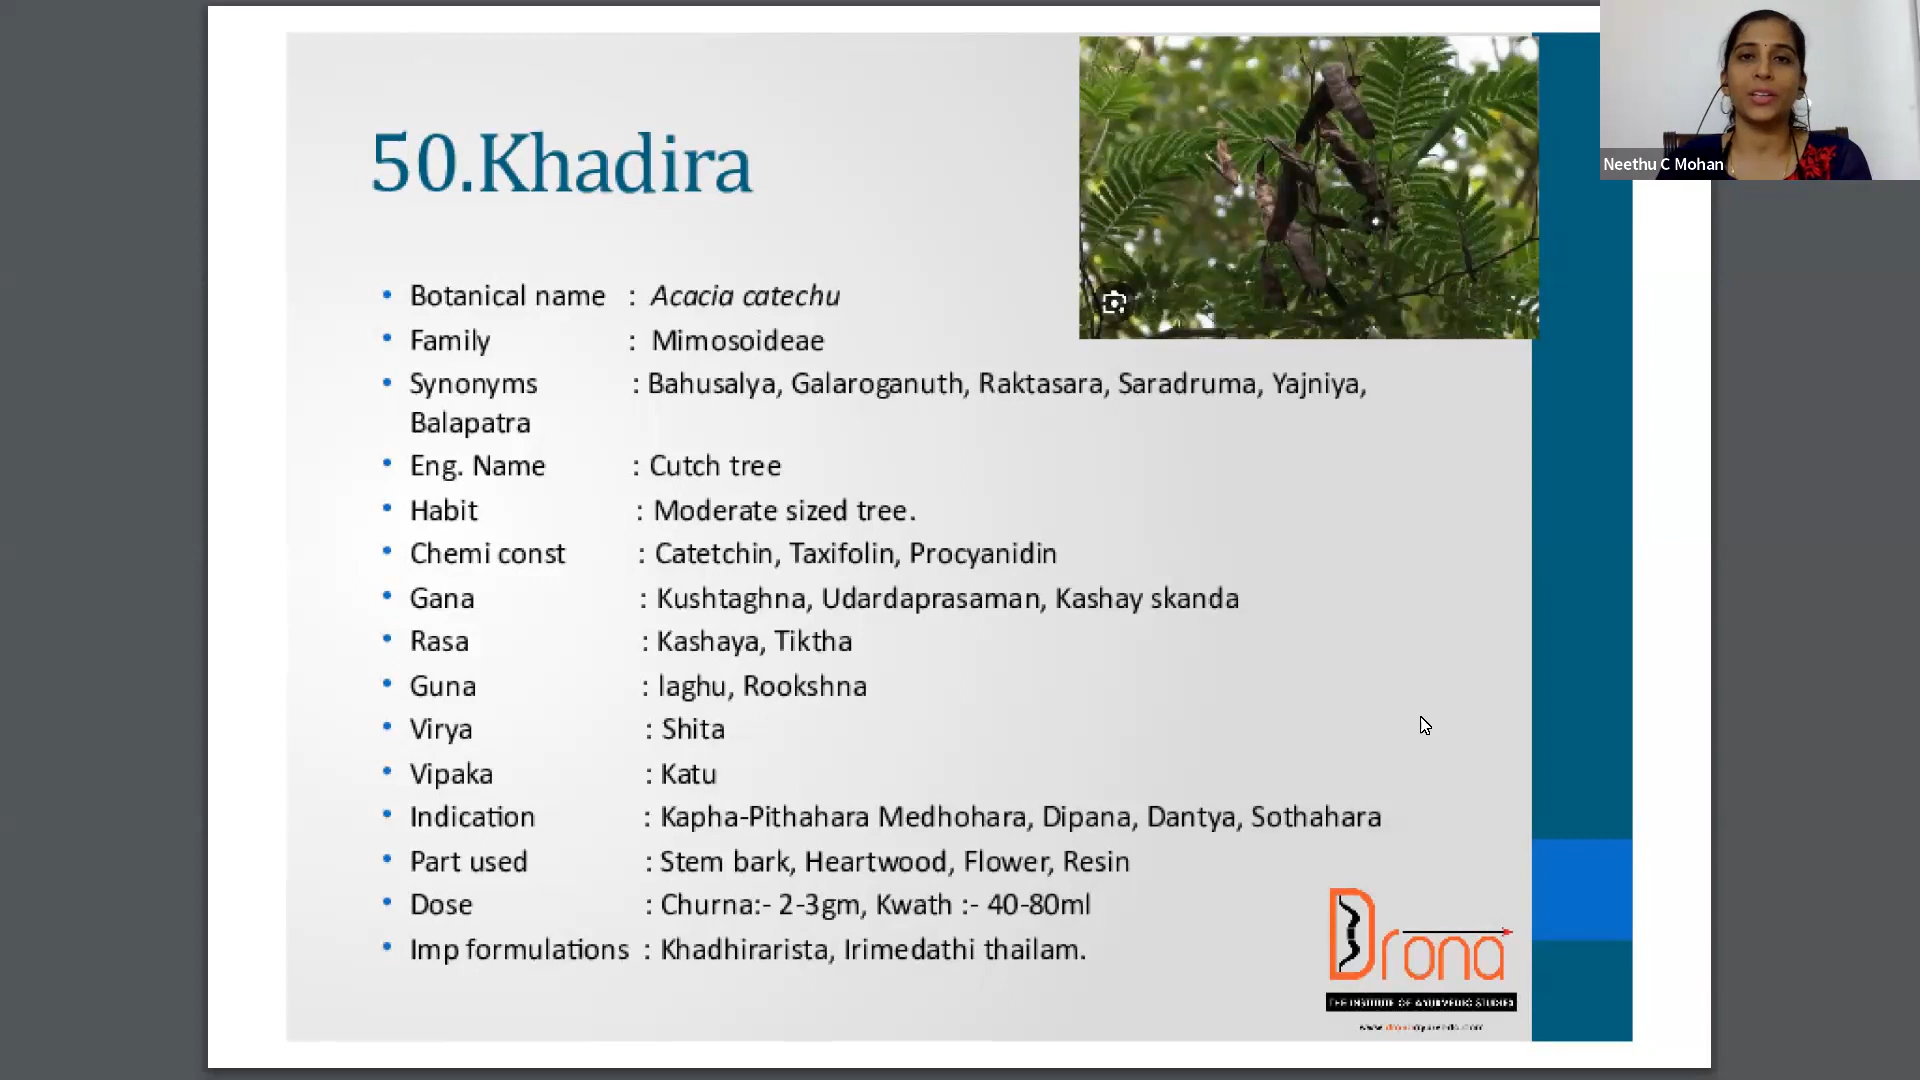 Neethu C Mohan
50.Khadira
• Botanical name : Acacia catechu
• Family : Mimosoideae
• Synonyms : Bahusalya, Galaroganuth, Raktasara, Saradruma, Yajniya,
Balapatra
• Eng. Name : Cutch tree
• Habit : Moderate sized tree.
• Chemi const : Catetchin, Taxifolin, Procyanidin
• Gana : Kushtaghna, Udardaprasaman, Kashay skanda
• Rasa : Kashaya, Tiktha
• Guna : laghu, Rookshna
• Virya : Shita
• Vipaka : Katu
• Indication : Kapha-Pithahara Medhohara, Dipana, Dantya, Sothahara
• Part used : Stem bark, Heartwood, Flower, Resin
• Dose : Churna:- 2-3gm, Kwath :- 40-80ml
• Imp formulations : Khadhirarista, Irimedathi thailam.
Drona
THE INSTITUTE OF AYURVEDIC STUDIES